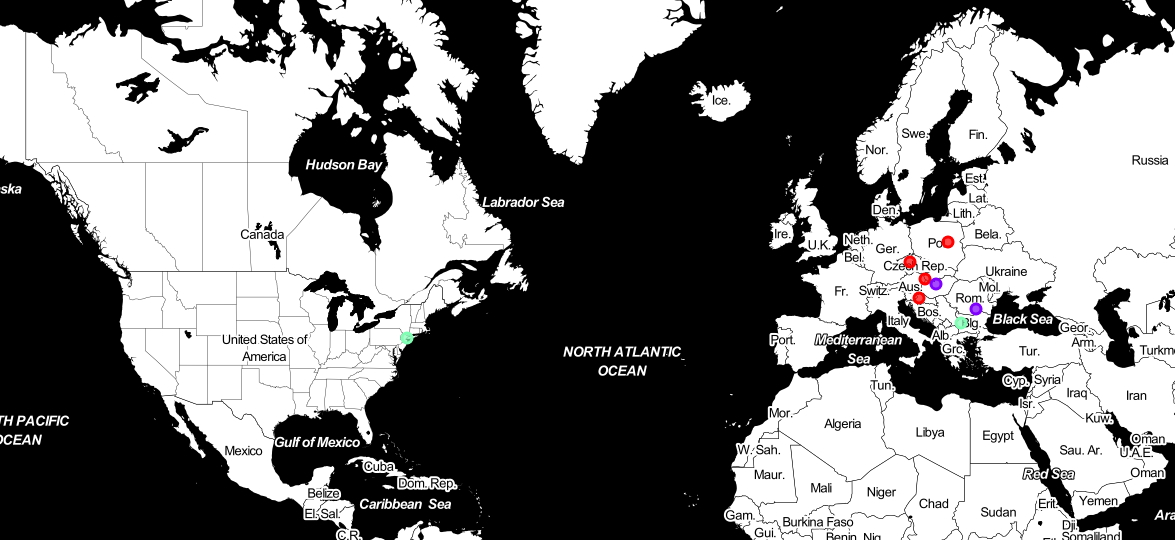 Ice.
Swe.
Fin.
Nor.
Russia
Hudson Bay
Est.
aska
Labrador Sea
Lat.
Den.
Lith.
Canada
Ire.
U.K.
Neth.
Ger.
Bela.
Bel.
Czech Rep.
Ukraine
Fr.
Switz.
Aus.
Mol.
Rom.
Bos.
Italy
Black Sea
United States of
America
Port.
Mediterranean
Sea
Alb.
Blg.
Geor.
Arm.
Grc.
Tur.
Turkm
NORTH ATLANTIC
OCEAN
Tun.
Cyp.
Syria
Iraq
Iran
Isr.
Mor.
Algeria
Libya
Egypt
Kuw.
TH PACIFIC
OCEAN
Mexico
Gulf of Mexico
W. Sah.
Sau. Ar.
Oman
U.A.E.
Cuba
Dom. Rep.
Maur.
Red Sea
Oman
Belize
Mali
Niger
Chad
Caribbean Sea
El. Sal.
Sudan
Erit.
Yemen
Gam.
Burkina Faso
Dji.
Ara
C.R.
Gui.
Benin
Nig.
Somaliland